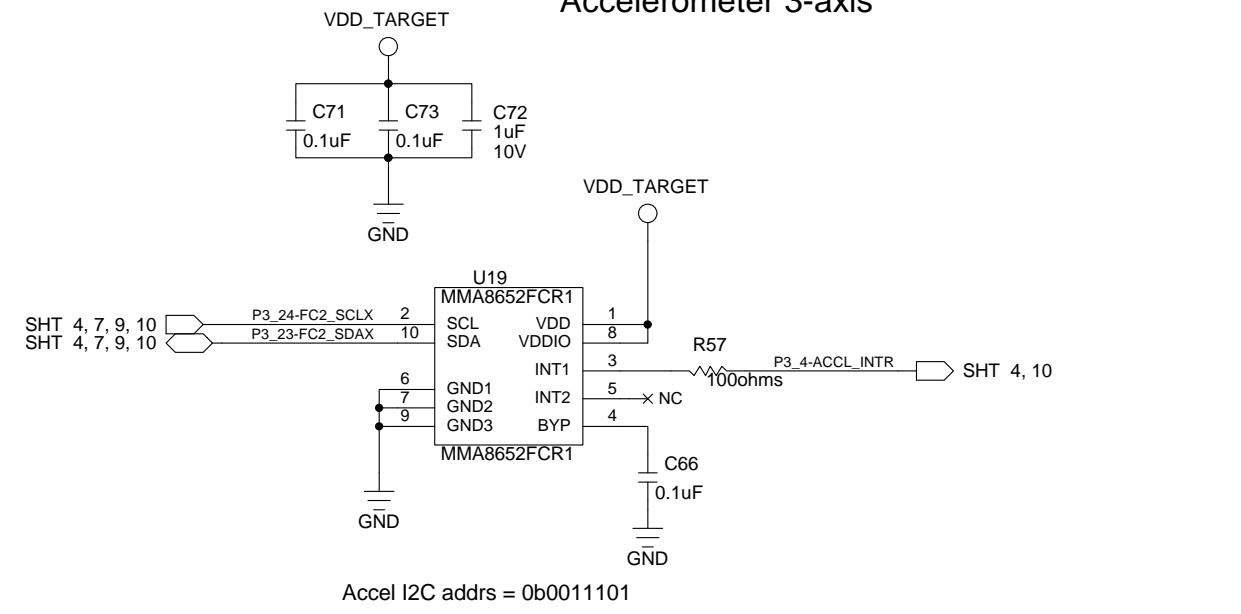 Accelerometer 3-axis
VDD_TARGET
C71
0.1uF
C73
0.1uF
C72
1uF
10V
GND
VDD_TARGET
U19
MMA8652FCR1
SHT 4, 7, 9, 10
P3_24-FC2_SCLX
2
SCL
VDD
1
SHT 4, 7, 9, 10
P3_23-FC2_SDAX
10
SDA
VDDIO
8
R57
100ohms
INT1
3
P3_4-ACCL_INTR
SHT 4, 10
6
GND1
7
GND2
INT2
5
NC
9
GND3
BYP
4
MMA8652FCR1
C66
0.1uF
GND
GND
Accel I2C addrs = 0b0011101